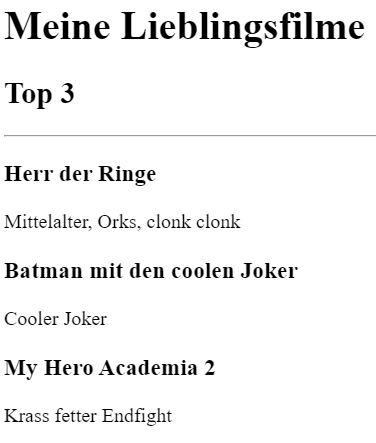 Meine Lieblingsfilme
Top 3
Herr der Ringe
Mittelalter, Orks, clonk clonk
Batman mit den coolen Joker
Cooler Joker
My Hero Academia 2
Krass fetter Endfight